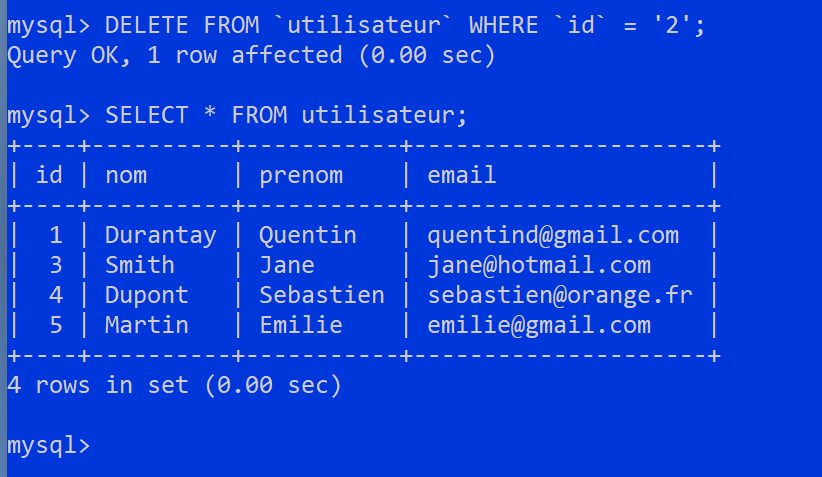 mysql> DELETE FROM `utilisateur` WHERE `id` = '2';
Query OK, 1 row affected (0.00 sec)
mysql> SELECT * FROM utilisateur;
+----+----------+-----------+---------------------+
| id | nom      | prenom    | email               |
+----+----------+-----------+---------------------+
|  1 | Durantay | Quentin   | quentind@gmail.com  |
|  3 | Smith    | Jane      | jane@hotmail.com    |
|  4 | Dupont   | Sebastien | sebastien@orange.fr |
|  5 | Martin   | Emilie    | emilie@gmail.com    |
+----+----------+-----------+---------------------+
4 rows in set (0.00 sec)
mysql>